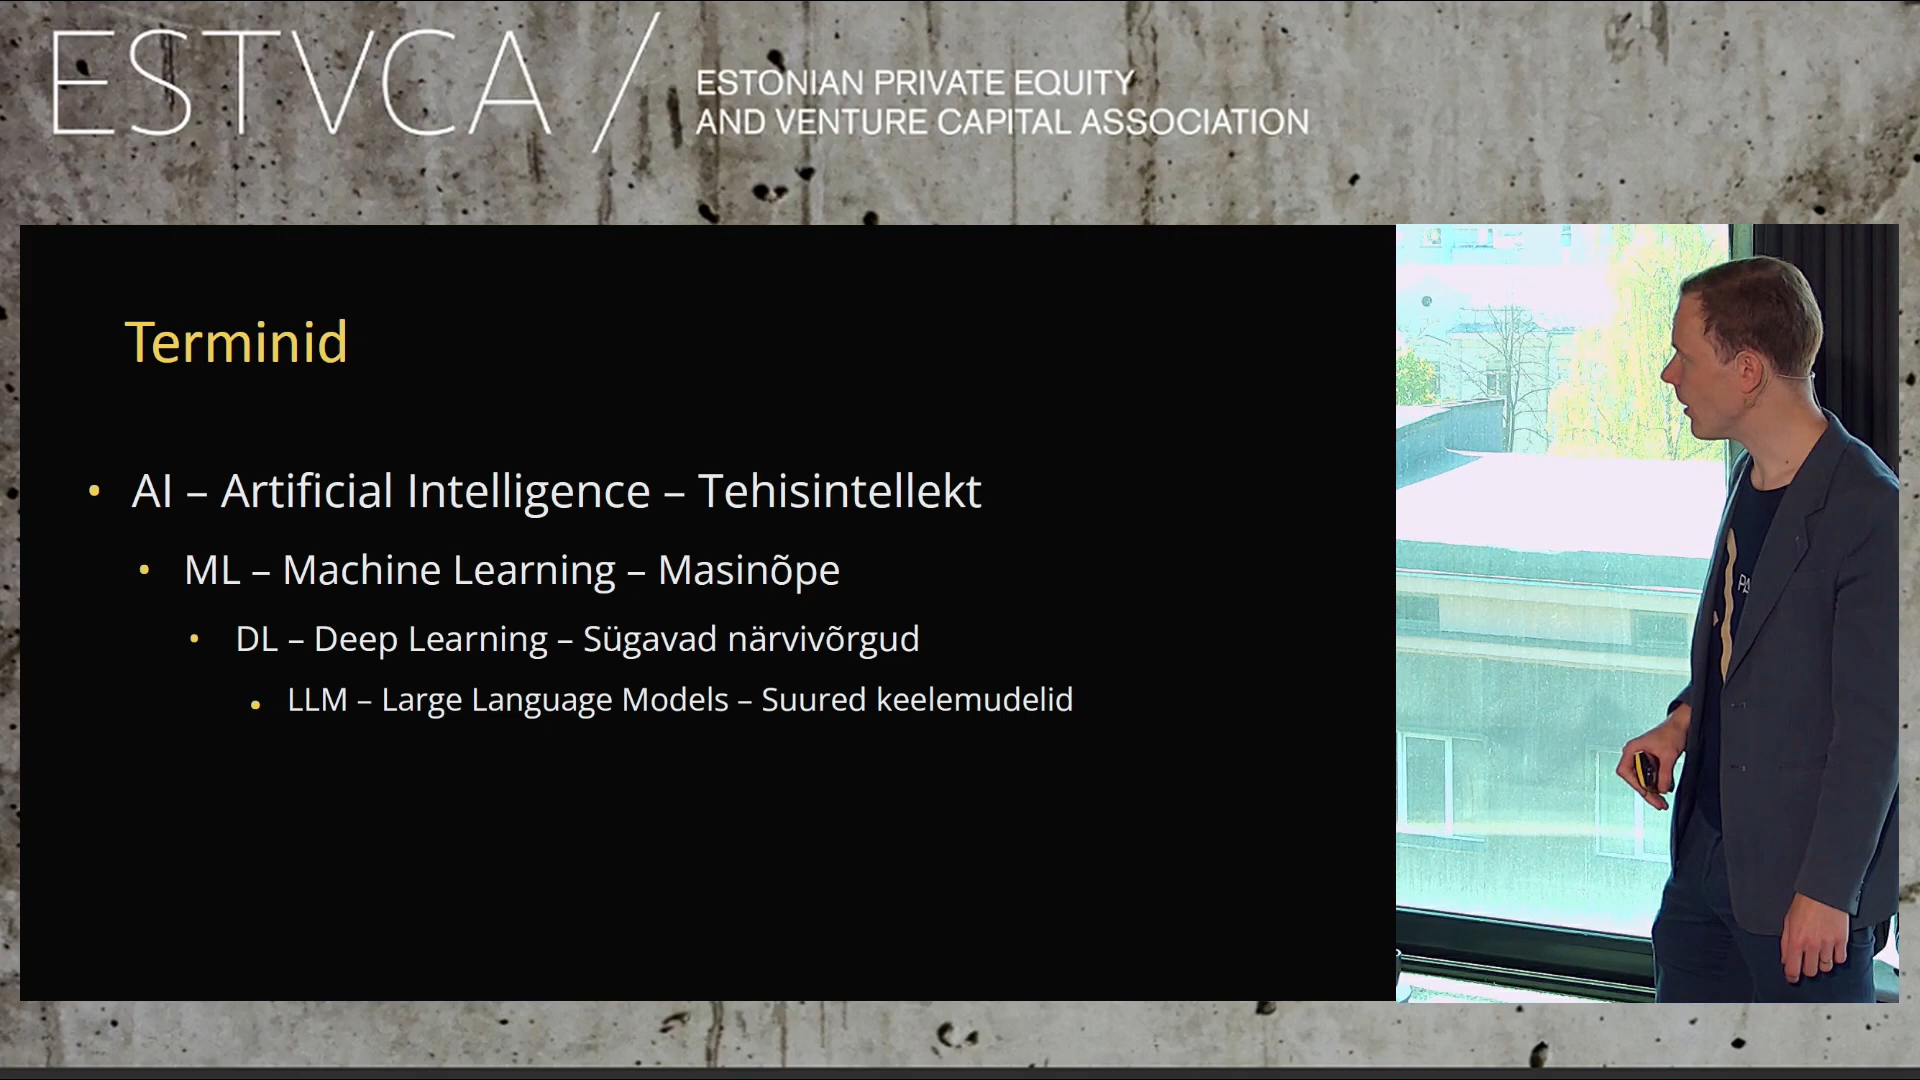 ESTVCA /
ESTONIAN PRIVATE EQUITY
AND VENTURE CAPITAL ASSOCIATION
Terminid
• AI – Artificial Intelligence – Tehisintellekt
• ML – Machine Learning – Masinõpe
• DL – Deep Learning – Sügavad närvivõrgud
• LLM – Large Language Models – Suured keelemudelid